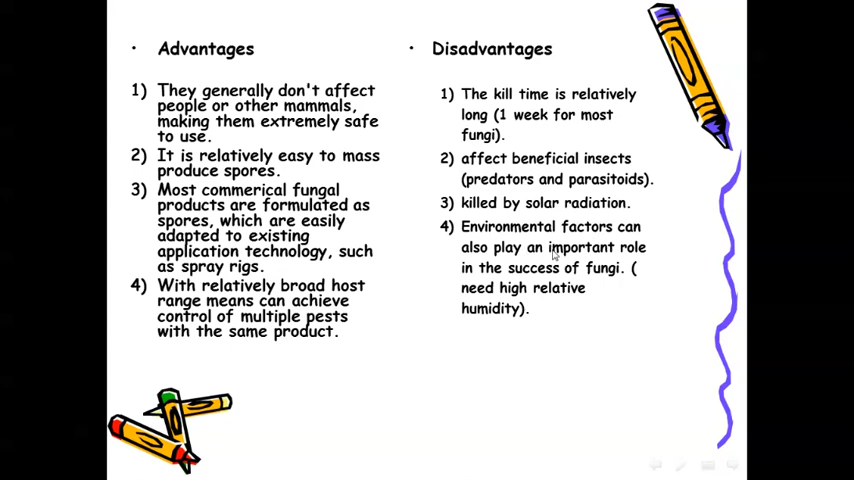 • Advantages
1) They generally don't affect
people or other mammals,
making them extremely safe
to use.
2) It is relatively easy to mass
produce spores.
3) Most commerical fungal
products are formulated as
spores, which are easily
adapted to existing
application technology, such
as spray rigs.
4) With relatively broad host
range means can achieve
control of multiple pests
with the same product.
• Disadvantages
1) The kill time is relatively
long (1 week for most
fungi).
2) affect beneficial insects
(predators and parasitoids).
3) killed by solar radiation.
4) Environmental factors can
also play an important role
in the success of fungi. (
need high relative
humidity).